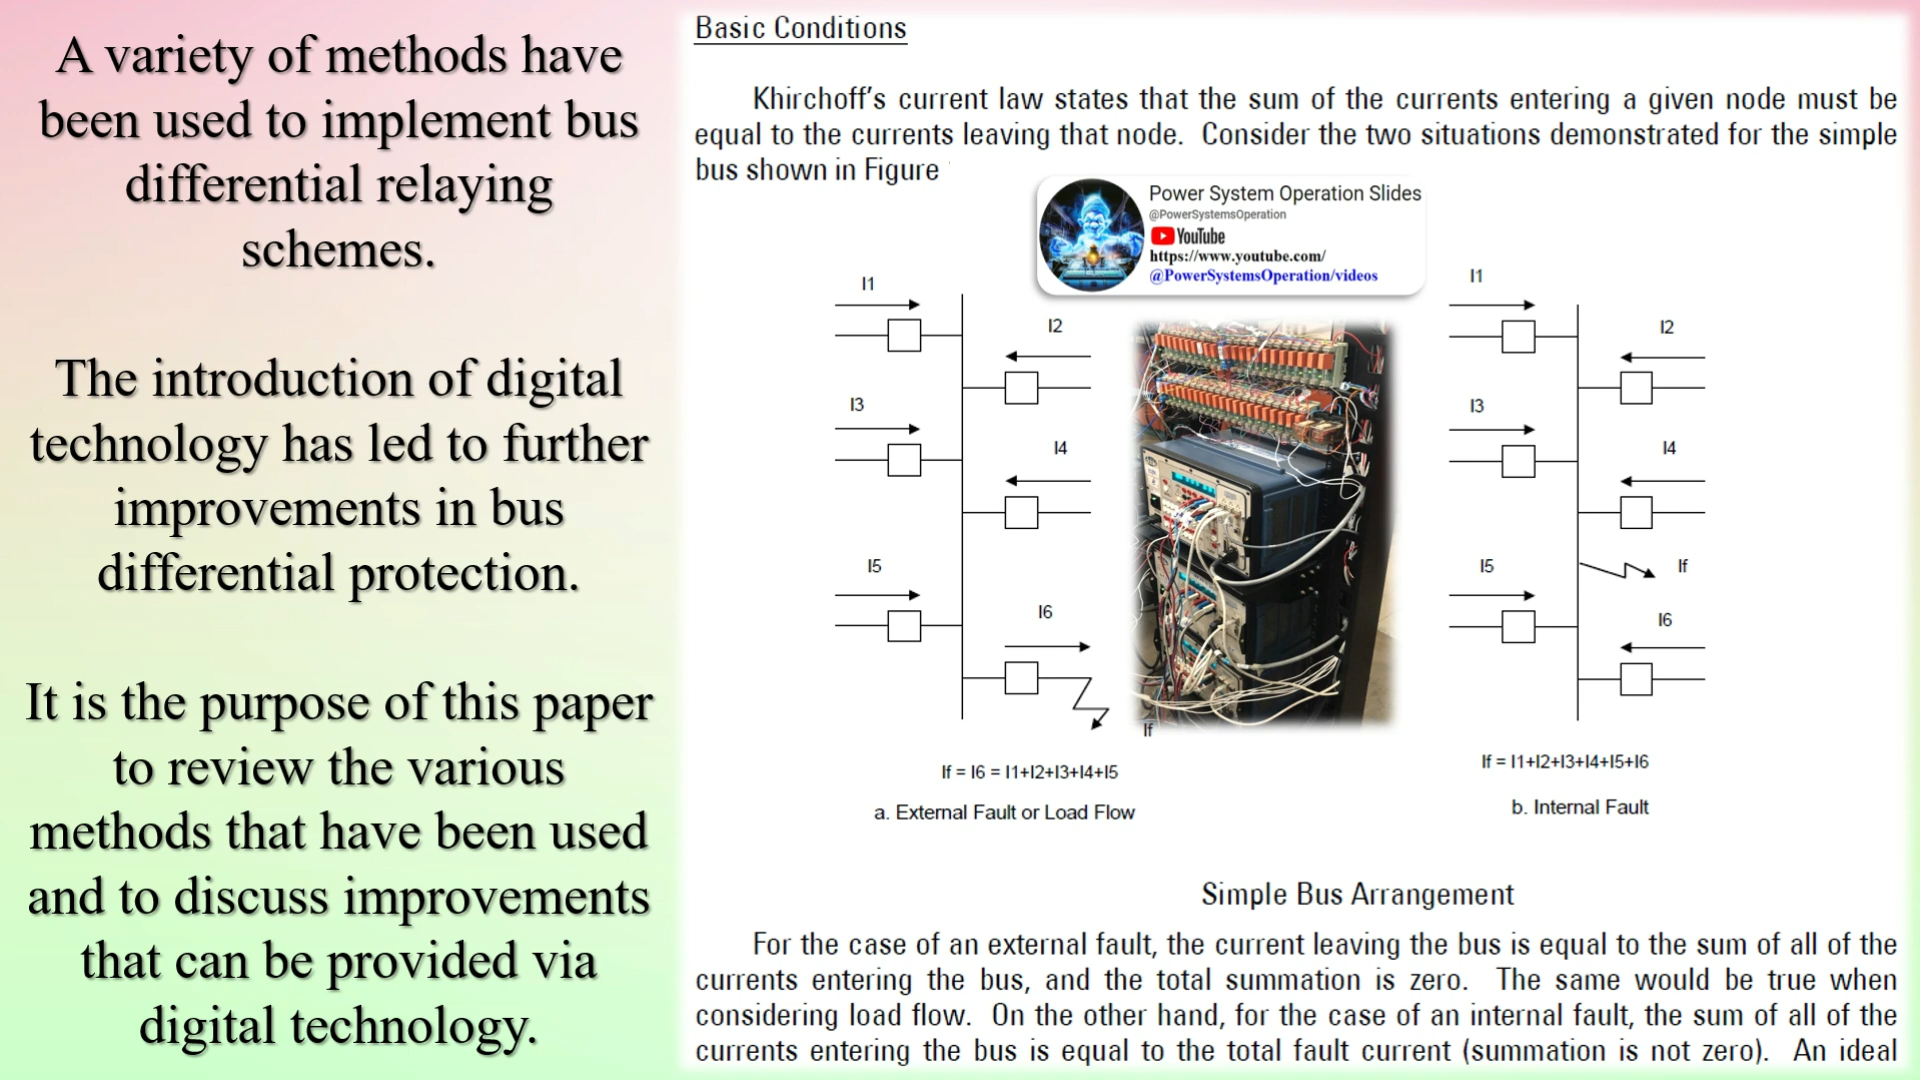 A variety of methods have
been used to implement bus
differential relaying
schemes.
The introduction of digital
technology has led to further
improvements in bus
differential protection.
It is the purpose of this paper
to review the various
methods that have been used
and to discuss improvements
that can be provided via
digital technology.
Basic Conditions
Khirchoff's current law states that the sum of the currents entering a given node must be
equal to the currents leaving that node. Consider the two situations demonstrated for the simple
bus shown in Figure
Power System Operation Slides
@PowerSystemsOperation
YouTube
https://www.youtube.com/
@PowerSystemsOperation/videos
I1
I2
I3
I4
I5
I6
If
If = I6 = I1+I2+I3+I4+I5
a. External Fault or Load Flow
I1
I2
I3
I4
I5
If
I6
If = I1+I2+I3+I4+I5+I6
b. Internal Fault
Simple Bus Arrangement
For the case of an external fault, the current leaving the bus is equal to the sum of all of the
currents entering the bus, and the total summation is zero. The same would be true when
considering load flow. On the other hand, for the case of an internal fault, the sum of all of the
currents entering the bus is equal to the total fault current (summation is not zero). An ideal